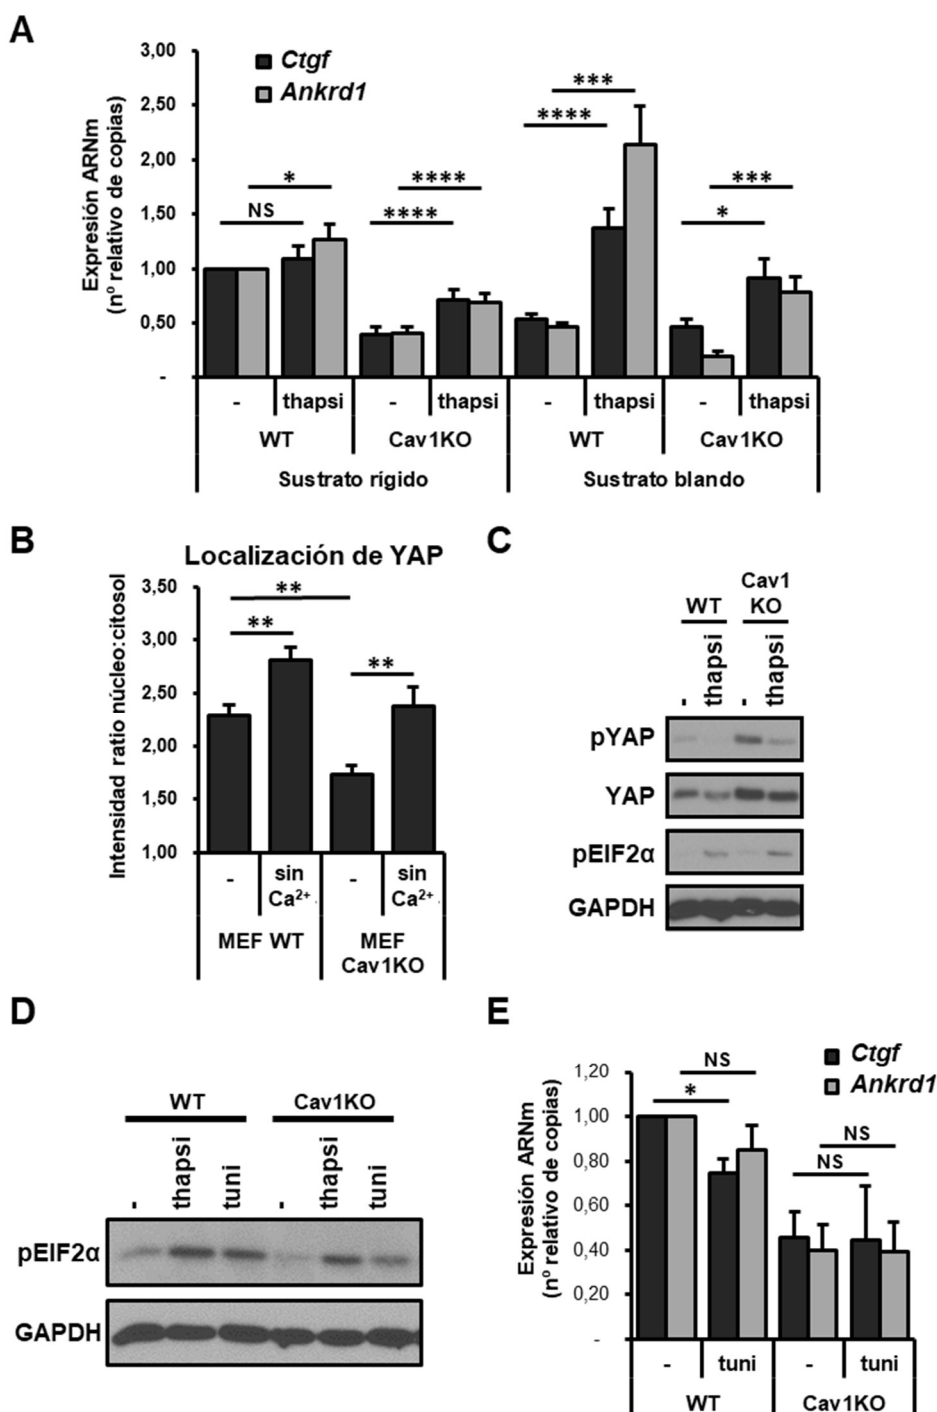 A
3,00
2,50
2,00
1,50
1,00
0,50
-
Expresión ARNm
(nº relativo de copias)
Ctgf
Ankrd1
NS
*
****
****
****
***
*
***
- thapsi - thapsi - thapsi - thapsi
WT Cav1KO WT Cav1KO
Sustrato rígido Sustrato blando
B
Localización de YAP
Intensidad ratio núcleo:citosol
3,50
3,00
2,50
2,00
1,50
1,00
**
**
**
- sin Ca²⁺ - sin Ca²⁺
MEF WT MEF
Cav1KO
C
WT Cav1
KO
- thapsi - thapsi
pYAP
YAP
pEIF2α
GAPDH
D
WT Cav1KO
- thapsi tuni - thapsi tuni
pEIF2α
GAPDH
E
Ctgf
Ankrd1
Expresión ARNm
(nº relativo de copias)
1,20
1,00
0,80
0,60
0,40
0,20
-
NS
*
NS
NS
- tuni - tuni
WT Cav1KO